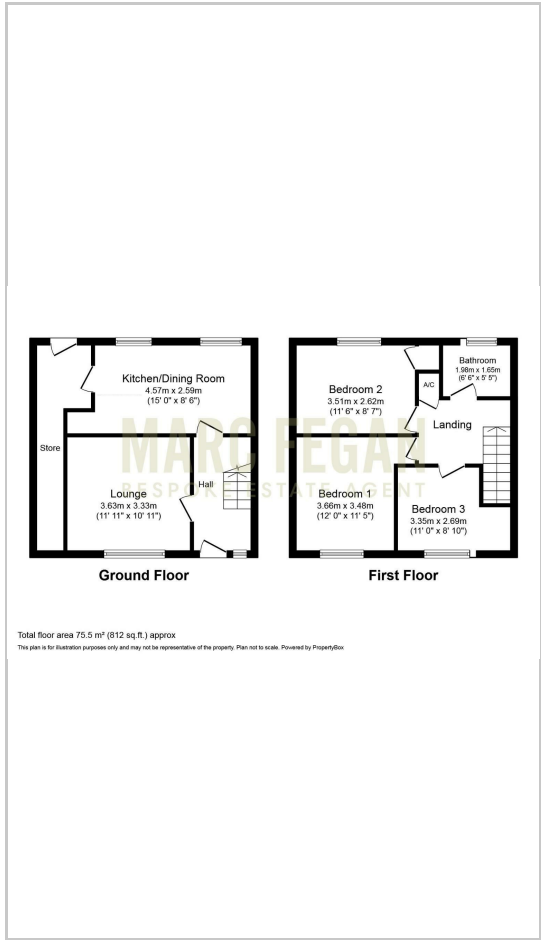 Kitchen/Dining Room
4.57m x 2.59m
(15' 0" x 8' 6")
Store
Lounge
3.63m x 3.33m
(11' 11" x 10' 11")
Hall
Ground Floor
Bedroom 2
3.51m x 2.62m
(11' 6" x 8' 7")
A/C
Bathroom
1.98m x 1.65m
(6' 6" x 5' 5")
Landing
Bedroom 1
3.66m x 3.48m
(12' 0" x 11' 5")
Bedroom 3
3.35m x 2.69m
(11' 0" x 8' 10")
First Floor
MARC FEGAN
BESPOKE ESTATE AGENT
Total floor area 75.5 m² (812 sq.ft.) approx
This plan is for illustration purposes only and may not be representative of the property. Plan not to scale. Powered by PropertyBox